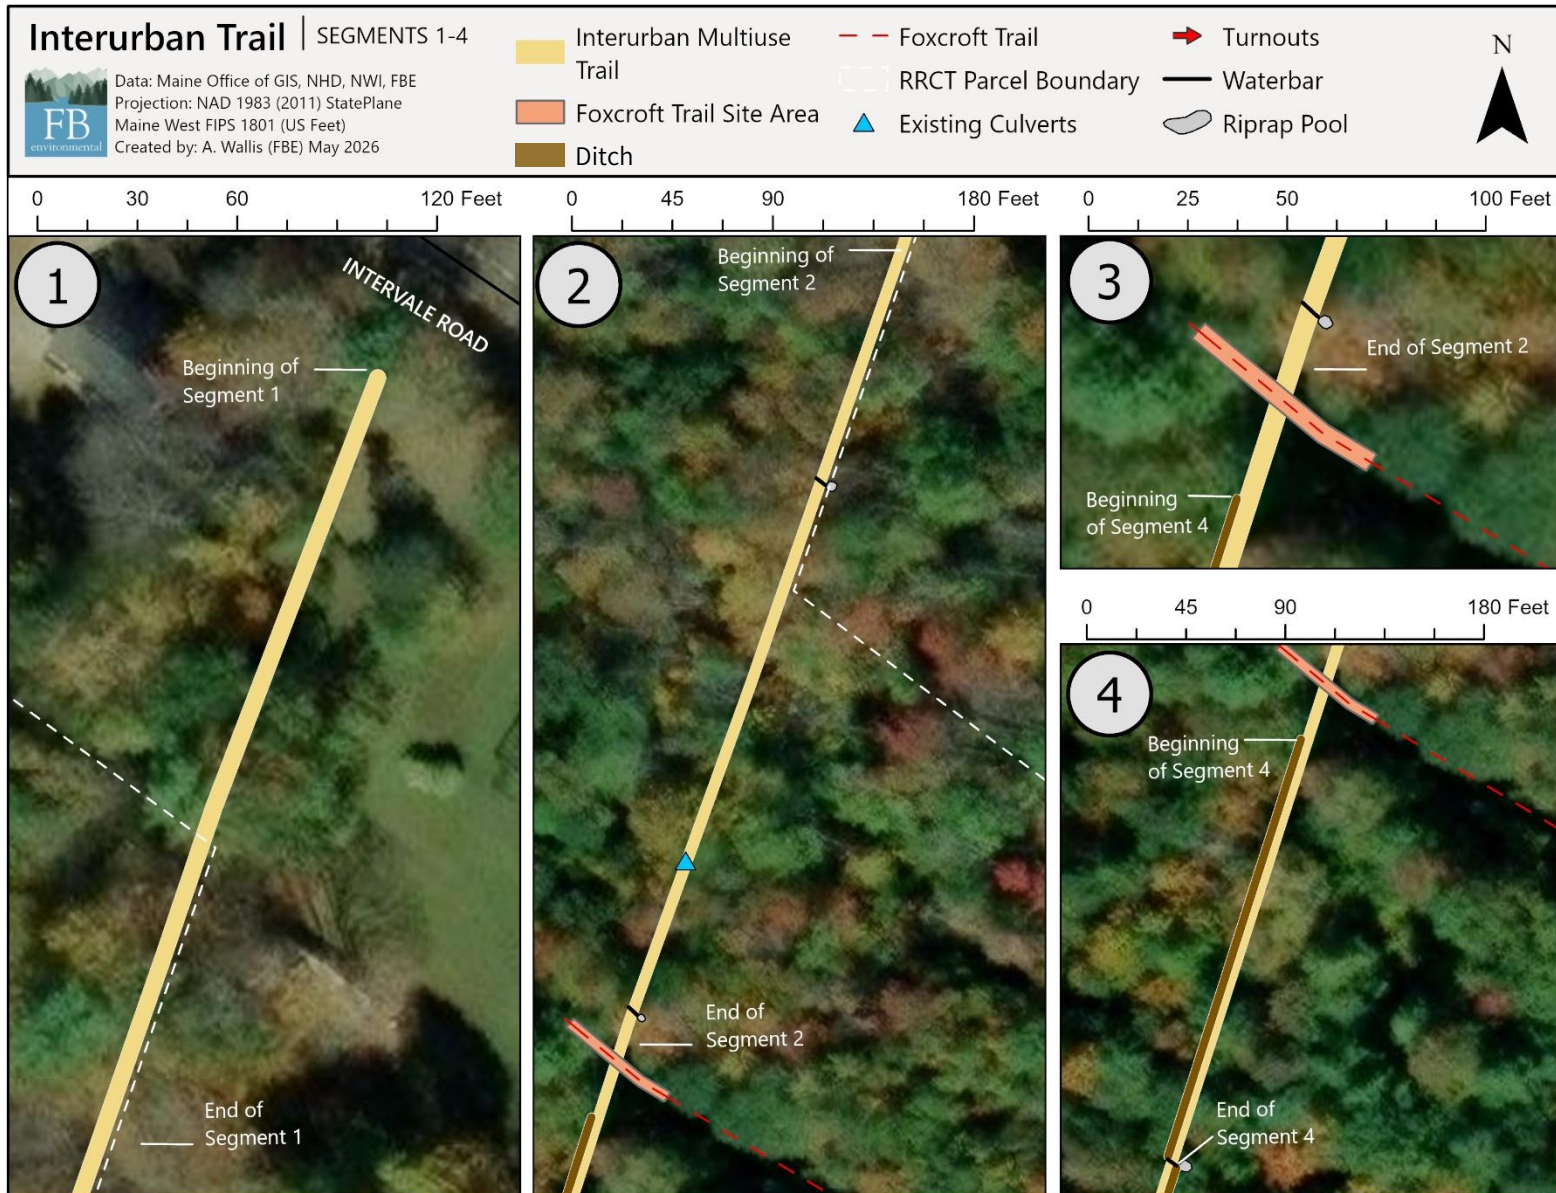 Interurban Trail | SEGMENTS 1-4
FB
environmental
Data: Maine Office of GIS, NHD, NWI, FBE
Projection: NAD 1983 (2011) StatePlane
Maine West FIPS 1801 (US Feet)
Created by: A. Wallis (FBE) May 2026
Interurban Multiuse
Trail
Foxcroft Trail Site Area
Ditch
Foxcroft Trail
RRCT Parcel Boundary
Existing Culverts
Turnouts
Waterbar
Riprap Pool
N
0 30 60 120 Feet
1
INTERVALE ROAD
Beginning of
Segment 1
End of
Segment 1
0 45 90 180 Feet
2
Beginning of
Segment 2
End of
Segment 2
0 25 50 100 Feet
3
End of Segment 2
Beginning
of Segment 4
0 45 90 180 Feet
4
Beginning
of Segment 4
End of
Segment 4